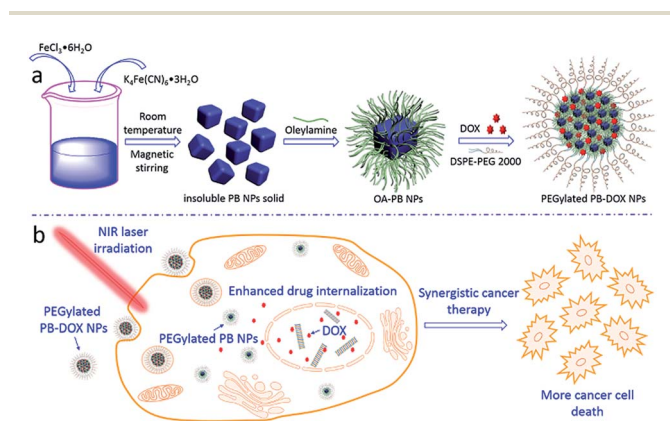 FeCl₃•6H₂O
a
K₄Fe(CN)₆•3H₂O
Room
temperature
Magnetic
stirring
insoluble PB NPs solid
Oleylamine
OA-PB NPs
DOX
DSPE-PEG 2000
PEGylated PB-DOX NPs
b
NIR laser
irradiation
PEGylated
PB-DOX NPs
Enhanced drug internalization
PEGylated PB NPs
DOX
Synergistic cancer
therapy
More cancer cell
death